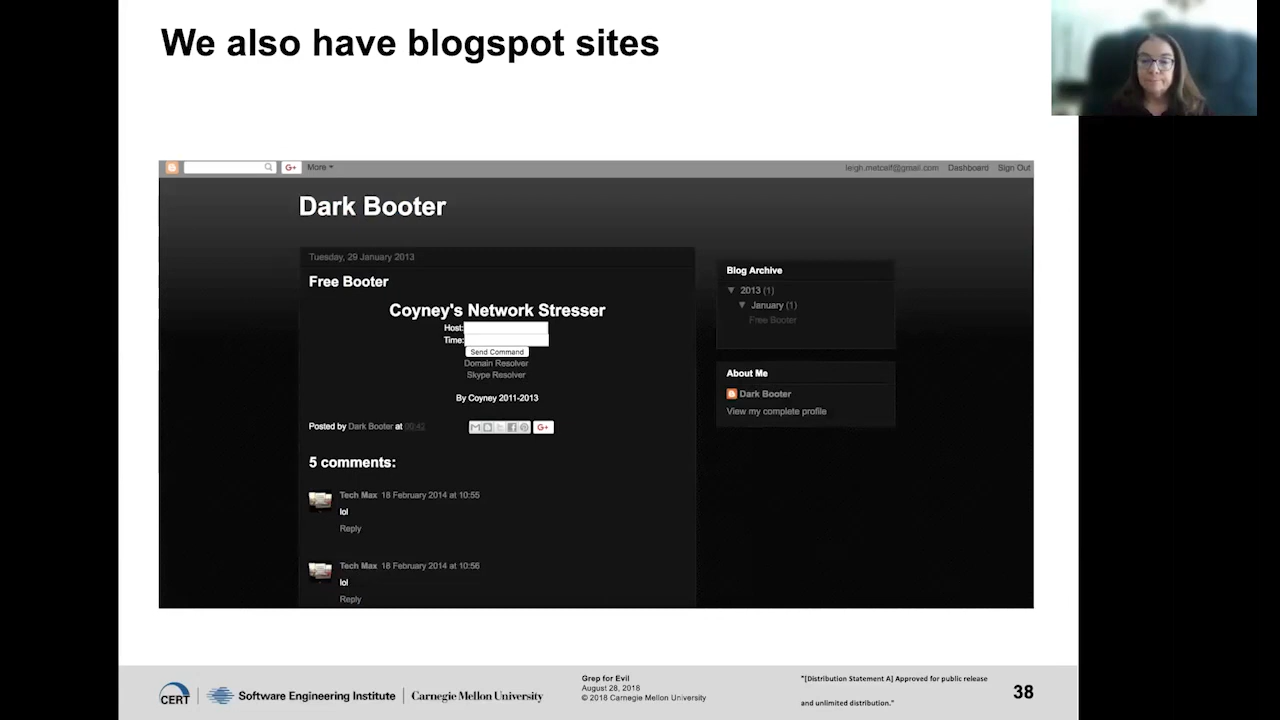 We also have blogspot sites
G+ More
leigh.metcalf@gmail.com Dashboard Sign Out
Dark Booter
Tuesday, 29 January 2013
Free Booter
Coyney's Network Stresser
Host:
Time:
Send Command
Domain Resolver
Skype Resolver
By Coyney 2011-2013
Posted by Dark Booter at 00:42
G+
5 comments:
Tech Max 18 February 2014 at 10:55
lol
Reply
Tech Max 18 February 2014 at 10:56
lol
Reply
Blog Archive
▼ 2013 (1)
▼ January (1)
Free Booter
About Me
Dark Booter
View my complete profile
CERT
Software Engineering Institute
Carnegie Mellon University
Grep for Evil
August 28, 2018
© 2018 Carnegie Mellon University
"[Distribution Statement A] Approved for public release
and unlimited distribution."
38